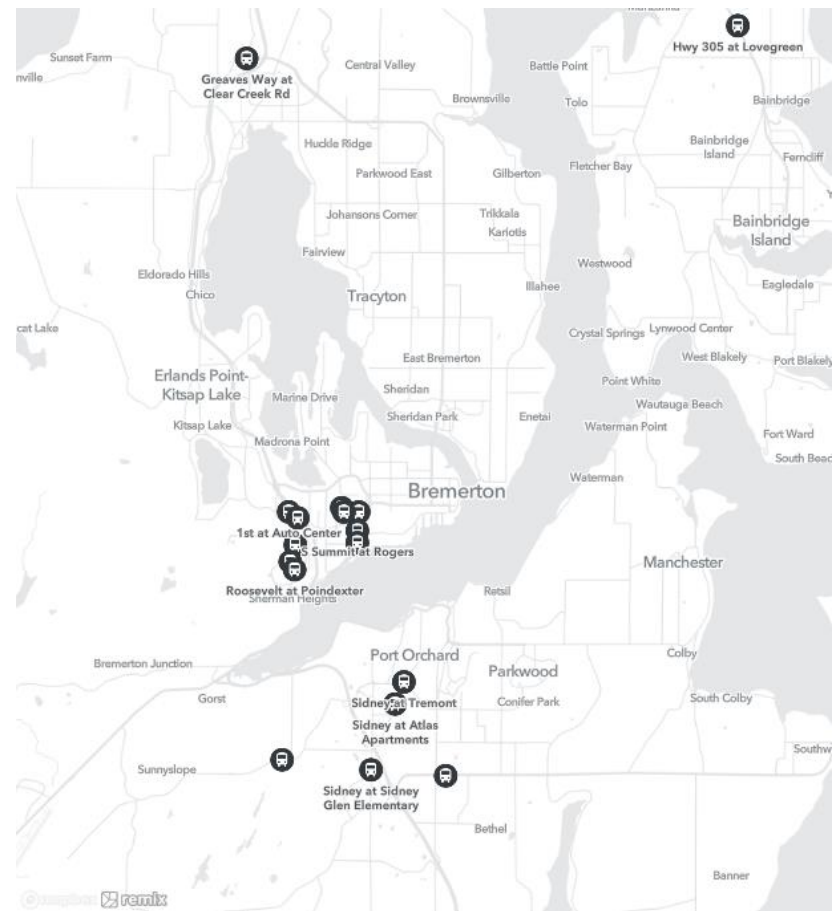 Hwy 305 at Lovegreen
Sunset Farm
nville
Central Valley
Battle Point
Greaves Way at
Clear Creek Rd
Brownsville
Tolo
Bainbridge
Huckle Ridge
Bainbridge
Island
Ferncliff
Parkwood East
Gilberton
Fletcher Bay
Johansons Corner
Trikkala
Kariotis
Bainbridge
Island
Fairview
Westwood
Eldorado Hills
Chico
Tracyton
Illahee
Eagledale
cat Lake
Crystal Springs
Lynwood Center
East Bremerton
West Blakely
Port Blakely
Erlands Point-
Kitsap Lake
Marine Drive
Sheridan
Point White
Wautauga Beach
Kitsap Lake
Sheridan Park
Enetai
Waterman Point
Fort Ward
Madrona Point
South Beac
Waterman
Bremerton
1st at Auto Center
S Summit at Rogers
Manchester
Roosevelt at Poindexter
Sherman Heights
Retsil
Port Orchard
Colby
Bremerton Junction
Parkwood
Gorst
Sidney at Tremont
Conifer Park
South Colby
Sidney at Atlas
Apartments
Southw
Sunnyslope
Sidney at Sidney
Glen Elementary
Bethel
Banner
mapbox
remix